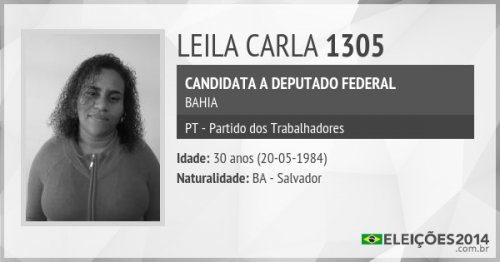 LEILA CARLA 1305
CANDIDATA A DEPUTADO FEDERAL
BAHIA
PT - Partido dos Trabalhadores
Idade: 30 anos (20-05-1984)
Naturalidade: BA - Salvador
ELEIÇÕES2014
.com.br